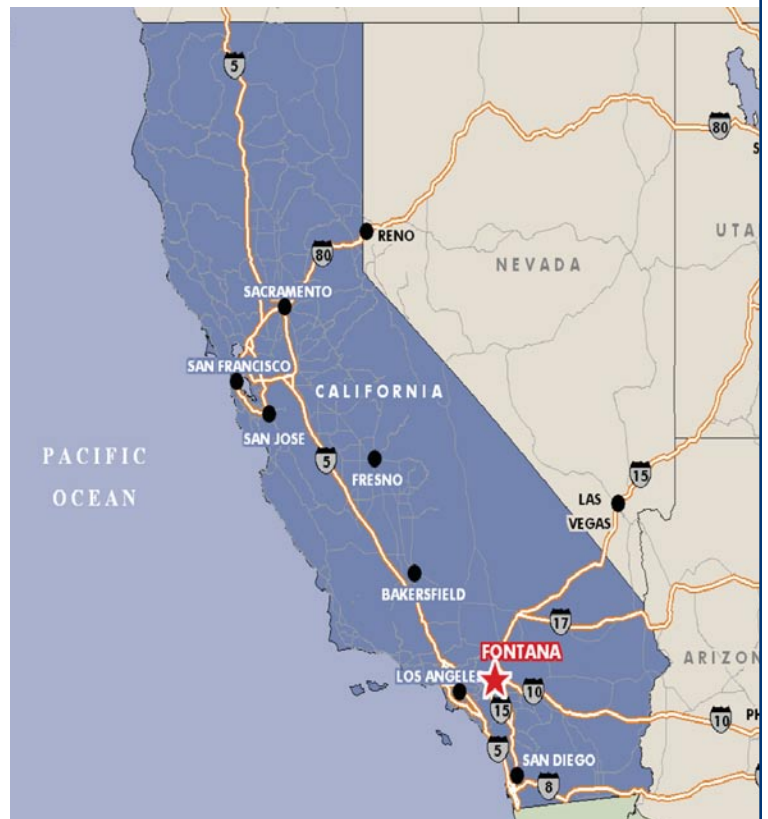 5
80
RENO
UTA
NEVADA
80
SACRAMENTO
SAN FRANCISCO
CALIFORNIA
SAN JOSE
PACIFIC
OCEAN
5
FRESNO
15
LAS
VEGAS
BAKERSFIELD
17
FONTANA
ARIZON
LOS ANGELE
10
15
PH
10
5
SAN DIEGO
8